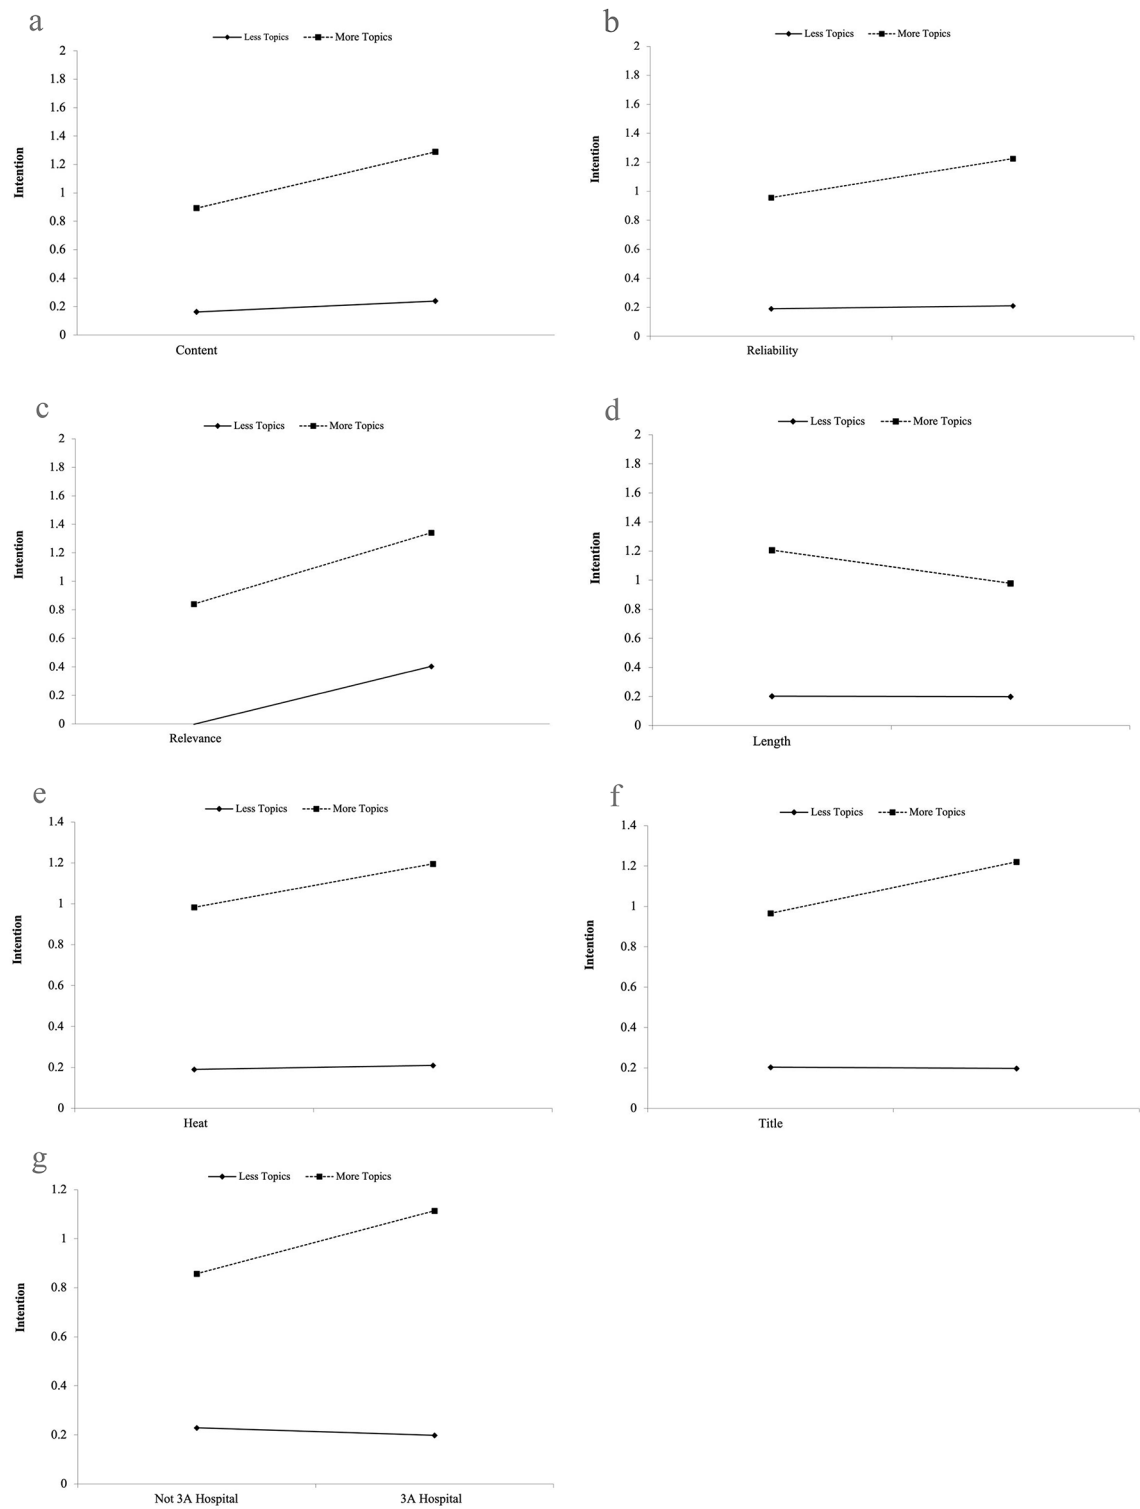 a
Less Topics More Topics
2
1.8
1.6
1.4
1.2
1
0.8
0.6
0.4
0.2
0
Intention
Content
b
Less Topics More Topics
2
1.8
1.6
1.4
1.2
1
0.8
0.6
0.4
0.2
0
Intention
Reliability
c
Less Topics More Topics
2
1.8
1.6
1.4
1.2
1
0.8
0.6
0.4
0.2
0
Intention
Relevance
d
Less Topics More Topics
2
1.8
1.6
1.4
1.2
1
0.8
0.6
0.4
0.2
0
Intention
Length
e
Less Topics More Topics
1.4
1.2
1
0.8
0.6
0.4
0.2
0
Intention
Heat
f
Less Topics More Topics
1.4
1.2
1
0.8
0.6
0.4
0.2
0
Intention
Title
g
Less Topics More Topics
1.2
1
0.8
0.6
0.4
0.2
0
Intention
Not 3A Hospital 3A Hospital